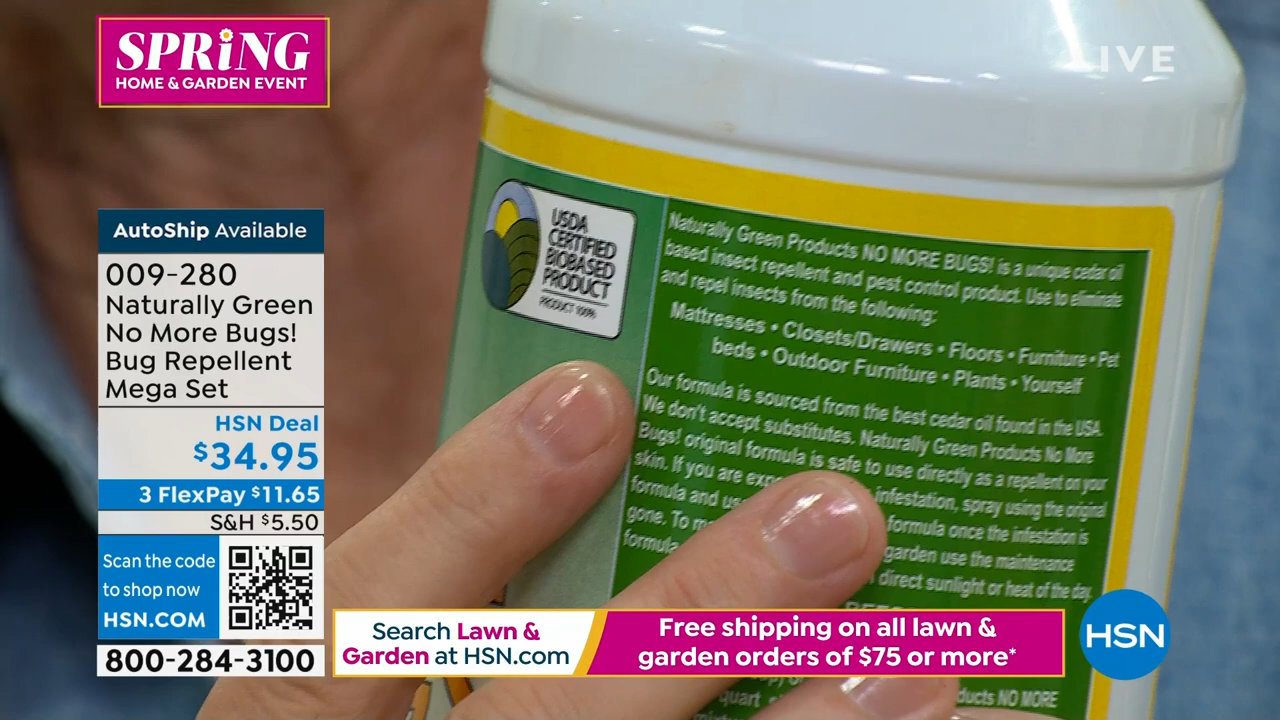 SPRING
HOME & GARDEN EVENT
LIVE
AutoShip Available
009-280
Naturally Green
No More Bugs!
Bug Repellent
Mega Set
HSN Deal
$34.95
3 FlexPay $11.65
S&H $5.50
Scan the code
to shop now
HSN.COM
800-284-3100
USDA
CERTIFIED
BIOBASED
PRODUCT
PRODUCT 100%
Naturally Green Products NO MORE BUGS! is a unique cedar oil
based insect repellent and pest control product. Use to eliminate
and repel insects from the following:
Mattresses • Closets/Drawers • Floors • Furniture • Pet
beds • Outdoor Furniture • Plants • Yourself
Our formula is sourced from the best cedar oil found in the USA.
We don't accept substitutes. Naturally Green Products No More
Bugs! original formula is safe to use directly as a repellent on your
skin. If you are infestation, spray using the original
formula and formula once the infestation is
gone. To garden use the maintenance
formula direct sunlight or heat of the day.
quart NO MORE
Search Lawn &
Garden at HSN.com
Free shipping on all lawn &
garden orders of $75 or more*
HSN